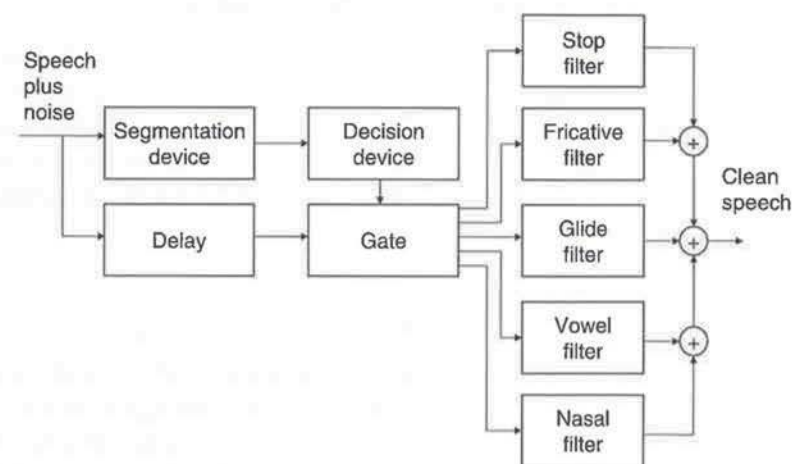 Speech
plus
noise
Segmentation
device
Decision
device
Delay
Gate
Stop
filter
Fricative
filter
Glide
filter
Vowel
filter
Nasal
filter
+
+
+
Clean
speech